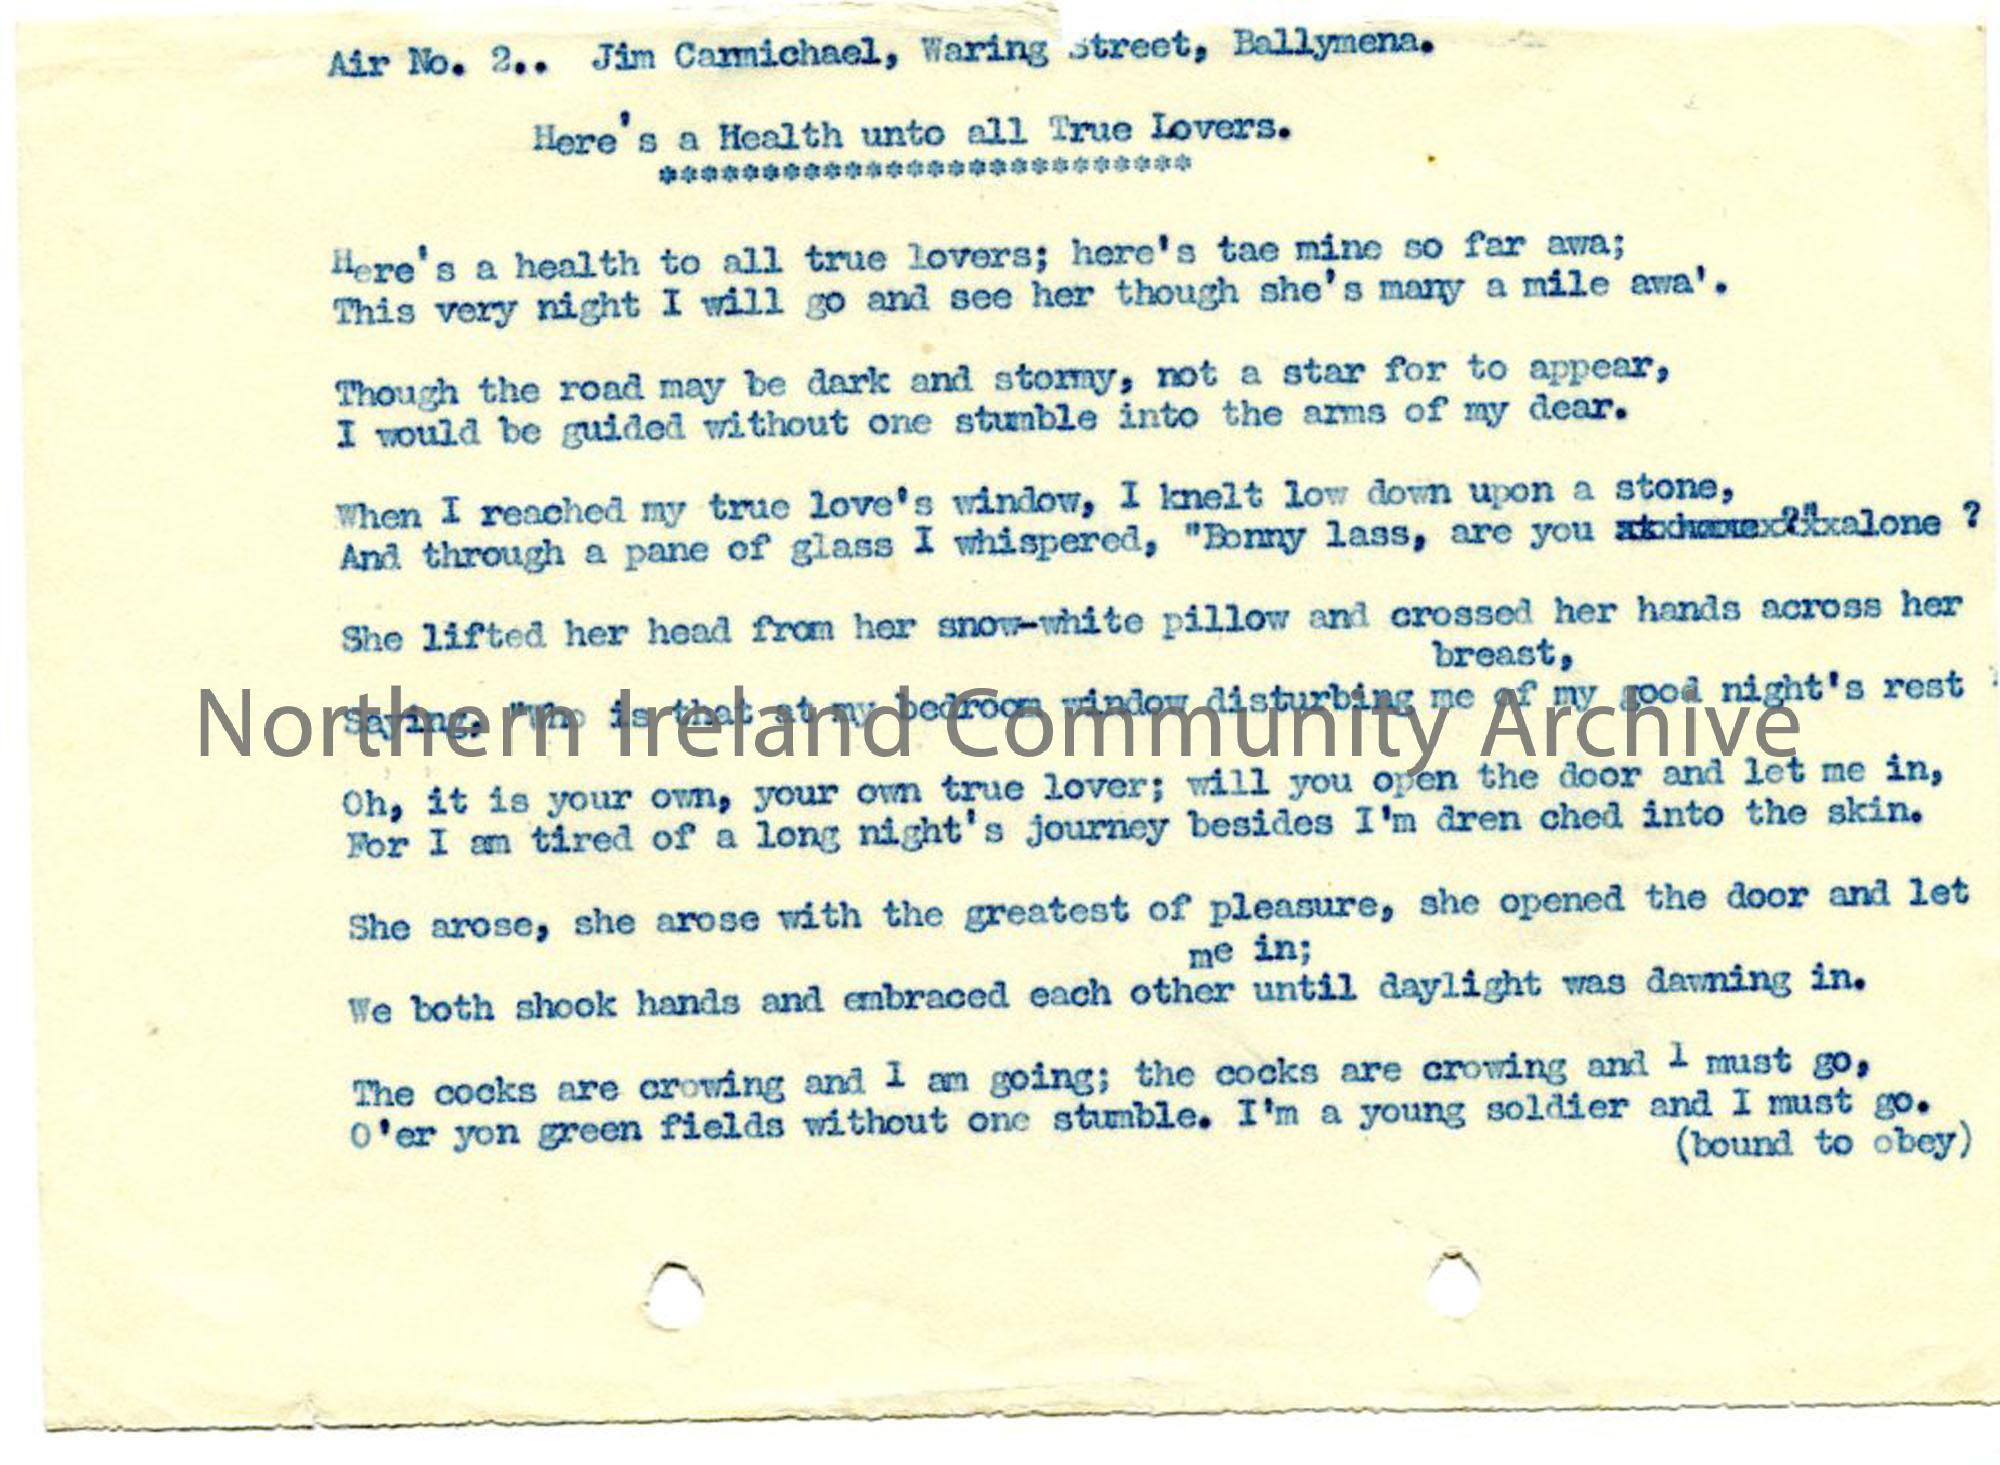 Air No. 2.. Jim Carmichael, Waring Street, Ballymena.
Here's a Health unto all True Lovers.
**************************
Here's a health to all true lovers; here's tae mine so far awa;
This very night I will go and see her though she's many a mile awa'.
Though the road may be dark and stormy, not a star for to appear,
I would be guided without one stumble into the arms of my dear.
When I reached my true love's window, I knelt low down upon a stone,
And through a pane of glass I whispered, "Bonny lass, are you alone ?
She lifted her head from her snow-white pillow and crossed her hands across her
breast,
Saying, "Who is that at my bedroom window disturbing me of my good night's rest
Northern Ireland Community Archive
Oh, it is your own, your own true lover; will you open the door and let me in,
For I am tired of a long night's journey besides I'm dren ched into the skin.
She arose, she arose with the greatest of pleasure, she opened the door and let
me in;
We both shook hands and embraced each other until daylight was dawning in.
The cocks are crowing and I am going; the cocks are crowing and I must go,
O'er yon green fields without one stumble. I'm a young soldier and I must go.
(bound to obey)